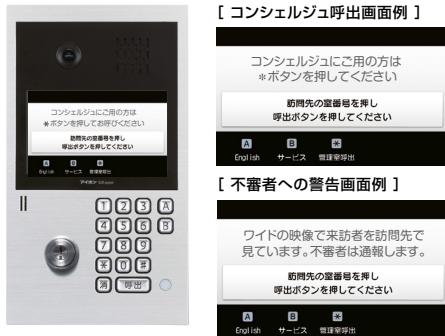 [ コンシェルジュ呼出画面例 ]
コンシェルジュにご用の方は
＊ボタンを押してください
訪問先の室番号を押し
呼出ボタンを押してください
A B ＊
English サービス 管理室呼出
[ 不審者への警告画面例 ]
ワイドの映像で来訪者を訪問先で
見ています。不審者は通報します。
訪問先の室番号を押し
呼出ボタンを押してください
A B ＊
English サービス 管理室呼出
コンシェルジュにご用の方は
＊ボタンを押してお呼びください
訪問先の室番号を押し
呼出ボタンを押してください
A B ＊
English サービス 管理室呼出
アイホン
1 2 3 A
4 5 6 B
7 8 9
＊ 0 #
消 呼出